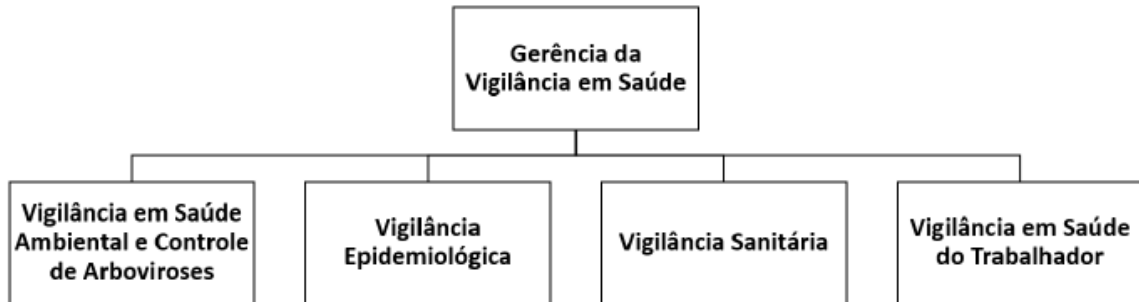 Gerência da
Vigilância em Saúde
Vigilância em Saúde
Ambiental e Controle
de Arboviroses
Vigilância
Epidemiológica
Vigilância Sanitária
Vigilância em Saúde
do Trabalhador